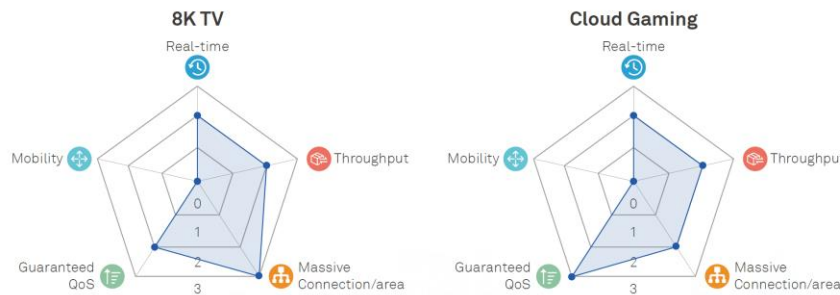 8K TV
Real-time
Mobility
Throughput
0
1
2
3
Guaranteed
QoS
Massive
Connection/area
Cloud Gaming
Real-time
Mobility
Throughpu
0
1
2
3
Guaranteed
QoS
Massive
Connection/area